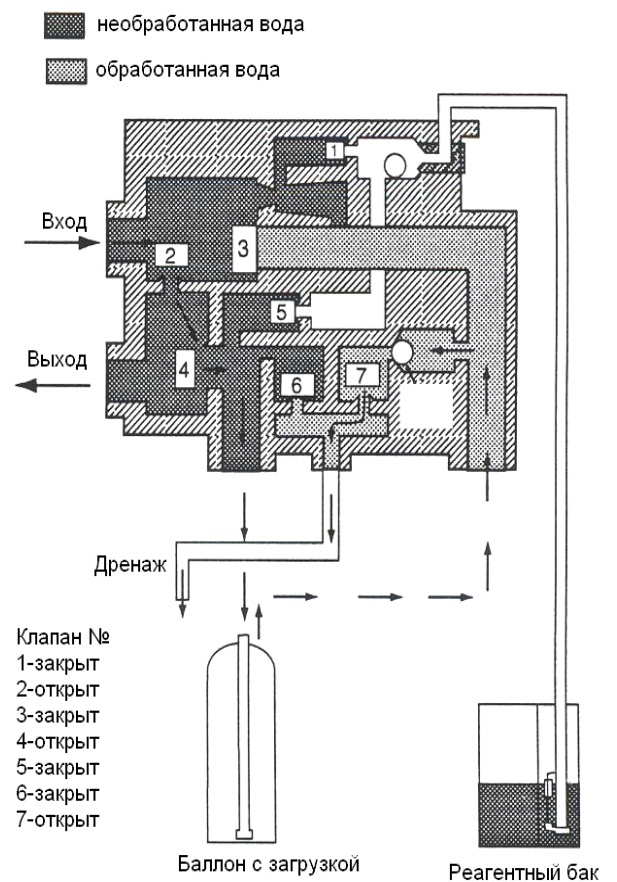 необработанная вода
обработанная вода
1
Вход
2
3
5
Выход
4
6
7
Дренаж
Клапан №
1-закрыт
2-открыт
3-закрыт
4-открыт
5-закрыт
6-закрыт
7-открыт
Баллон с загрузкой
Реагентный бак